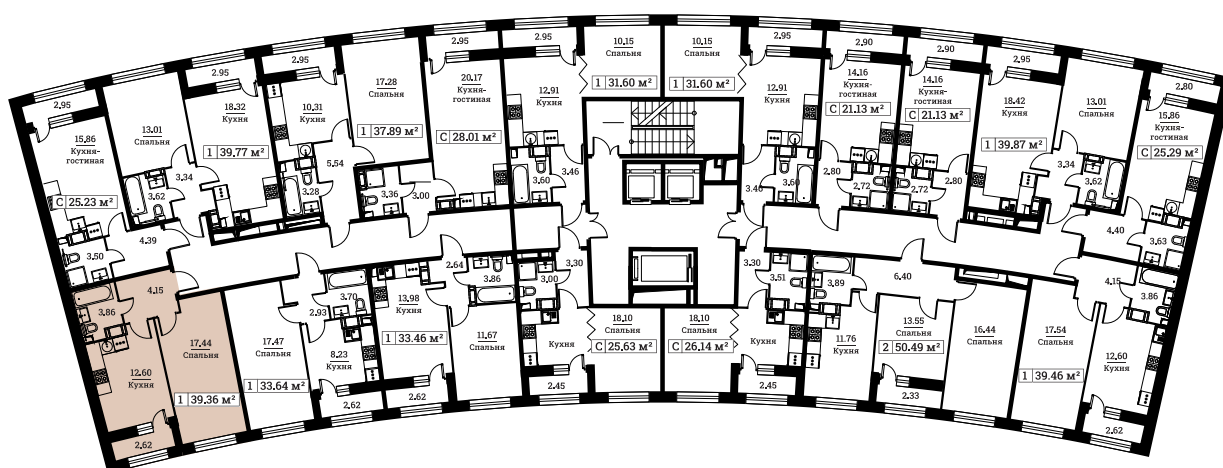 2.95
15.86
Кухня-
гостиная
С 25.23 м²
3.50
13.01
Спальня
3.62
3.34
4.39
2.95
18.32
Кухня
1 39.77 м²
2.95
10.31
Кухня
3.28
5.54
17.28
Спальня
1 37.89 м²
3.36
3.00
2.95
20.17
Кухня-
гостиная
С 28.01 м²
2.95
12.91
Кухня
3.60
3.46
10.15
Спальня
1 31.60 м²
10.15
Спальня
1 31.60 м²
2.95
12.91
Кухня
3.46
3.60
2.90
14.16
Кухня-
гостиная
С 21.13 м²
2.80
2.72
2.90
14.16
Кухня-
гостиная
С 21.13 м²
2.72
2.80
2.95
18.42
Кухня
1 39.87 м²
3.34
13.01
Спальня
3.62
4.40
2.80
15.86
Кухня-
гостиная
С 25.29 м²
3.63
3.86
4.15
12.60
Кухня
17.44
Спальня
1 39.36 м²
2.62
17.47
Спальня
1 33.64 м²
2.93
3.70
8.23
Кухня
2.62
13.98
Кухня
1 33.46 м²
2.62
2.64
3.86
11.67
Спальня
3.00
3.30
Кухня
2.45
18.10
Спальня
С 25.63 м²
18.10
Спальня
С 26.14 м²
3.30
3.51
Кухня
2.45
3.89
6.40
11.76
Кухня
13.55
Спальня
2 50.49 м²
2.33
16.44
Спальня
17.54
Спальня
1 39.46 м²
4.15
3.86
12.60
Кухня
2.62